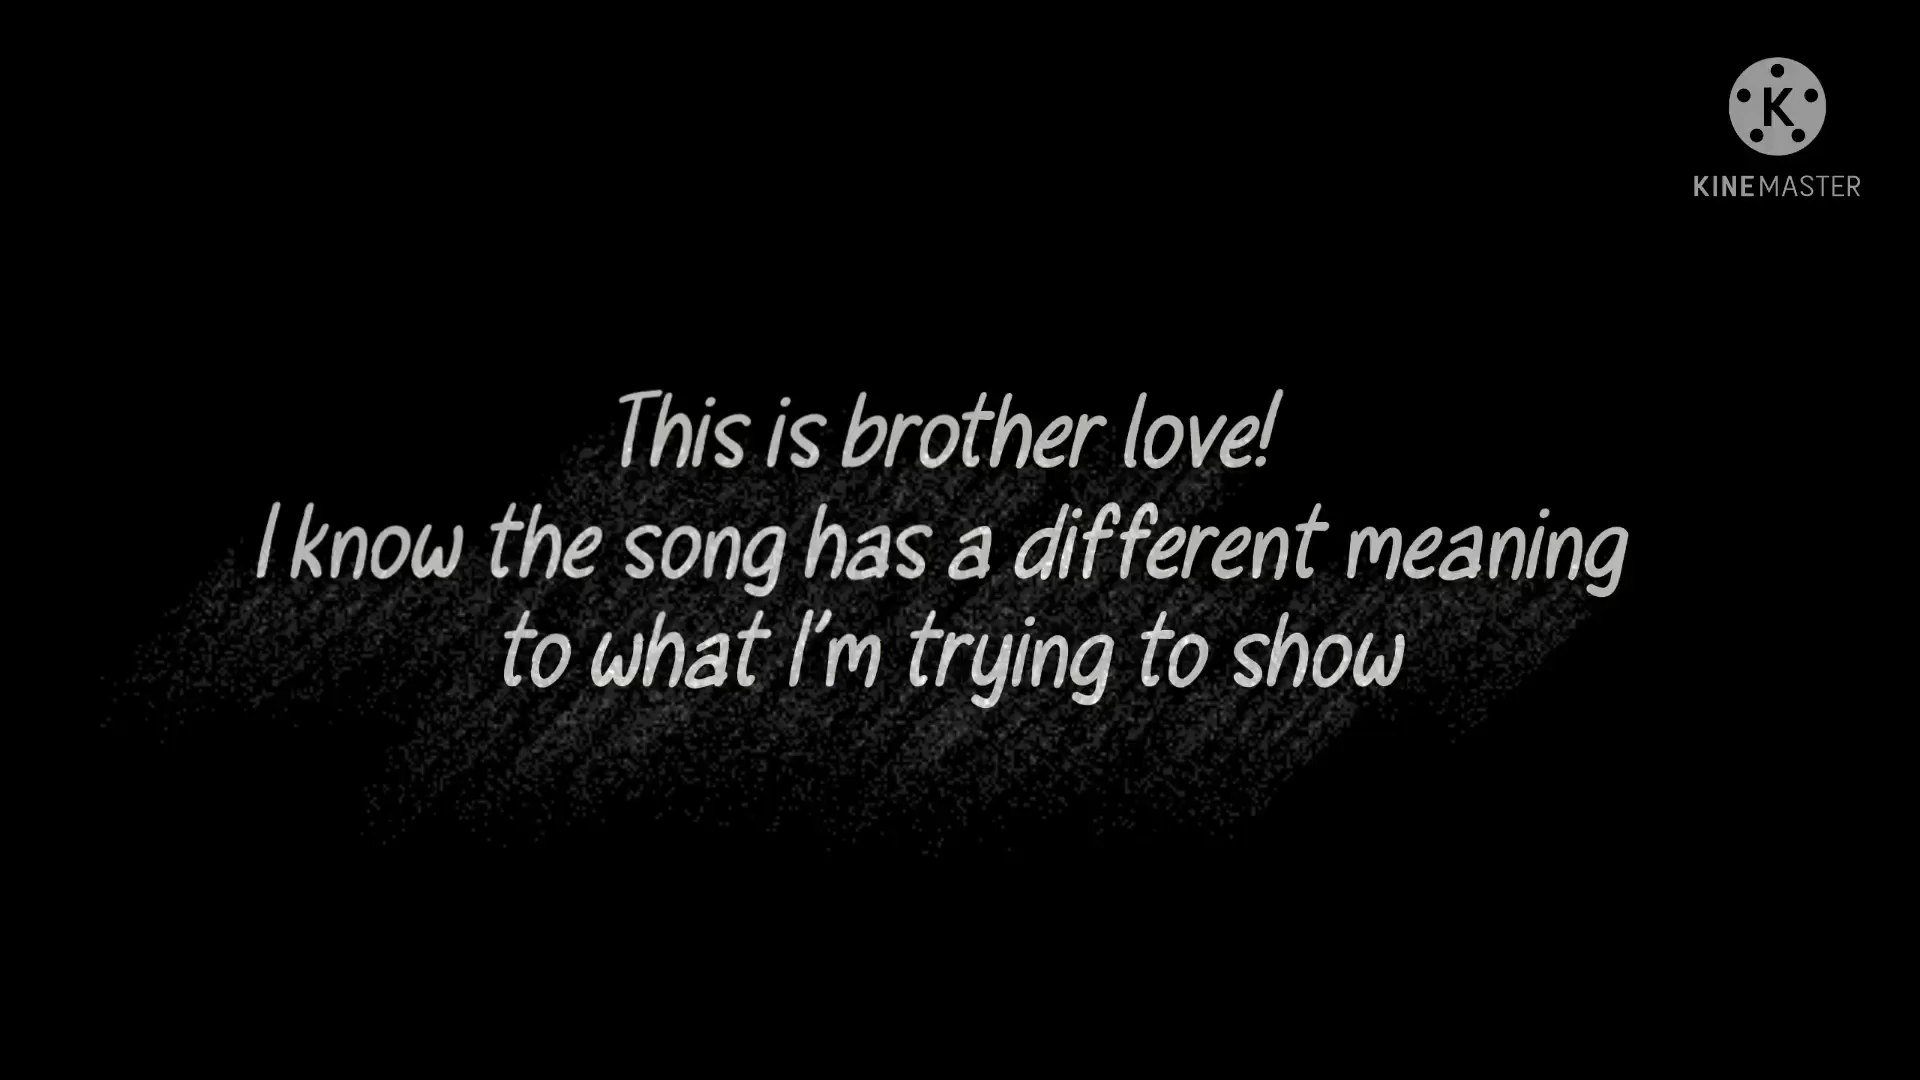 K
KINEMASTER
This is brother love!
I know the song has a different meaning
to what I'm trying to show